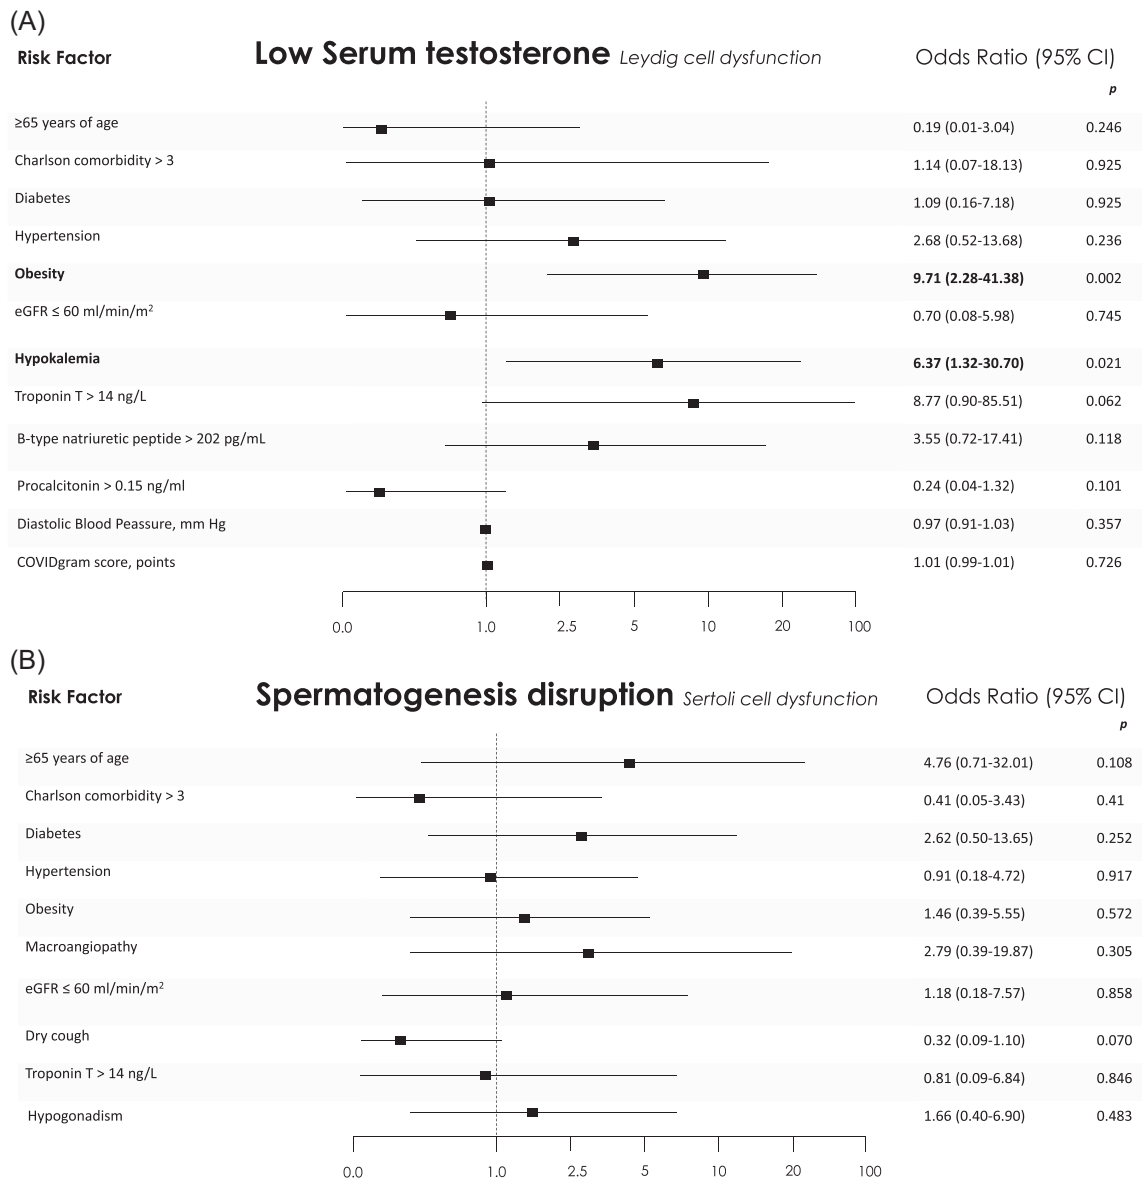 (A)
Risk Factor Low Serum testosterone Leydig cell dysfunction Odds Ratio (95% CI)
p
≥65 years of age 0.19 (0.01-3.04) 0.246
Charlson comorbidity > 3 1.14 (0.07-18.13) 0.925
Diabetes 1.09 (0.16-7.18) 0.925
Hypertension 2.68 (0.52-13.68) 0.236
Obesity 9.71 (2.28-41.38) 0.002
eGFR ≤ 60 ml/min/m² 0.70 (0.08-5.98) 0.745
Hypokalemia 6.37 (1.32-30.70) 0.021
Troponin T > 14 ng/L 8.77 (0.90-85.51) 0.062
B-type natriuretic peptide > 202 pg/mL 3.55 (0.72-17.41) 0.118
Procalcitonin > 0.15 ng/ml 0.24 (0.04-1.32) 0.101
Diastolic Blood Peassure, mm Hg 0.97 (0.91-1.03) 0.357
COVIDgram score, points 1.01 (0.99-1.01) 0.726
0.0 1.0 2.5 5 10 20 100
(B)
Risk Factor Spermatogenesis disruption Sertoli cell dysfunction Odds Ratio (95% CI)
p
≥65 years of age 4.76 (0.71-32.01) 0.108
Charlson comorbidity > 3 0.41 (0.05-3.43) 0.41
Diabetes 2.62 (0.50-13.65) 0.252
Hypertension 0.91 (0.18-4.72) 0.917
Obesity 1.46 (0.39-5.55) 0.572
Macroangiopathy 2.79 (0.39-19.87) 0.305
eGFR ≤ 60 ml/min/m² 1.18 (0.18-7.57) 0.858
Dry cough 0.32 (0.09-1.10) 0.070
Troponin T > 14 ng/L 0.81 (0.09-6.84) 0.846
Hypogonadism 1.66 (0.40-6.90) 0.483
0.0 1.0 2.5 5 10 20 100